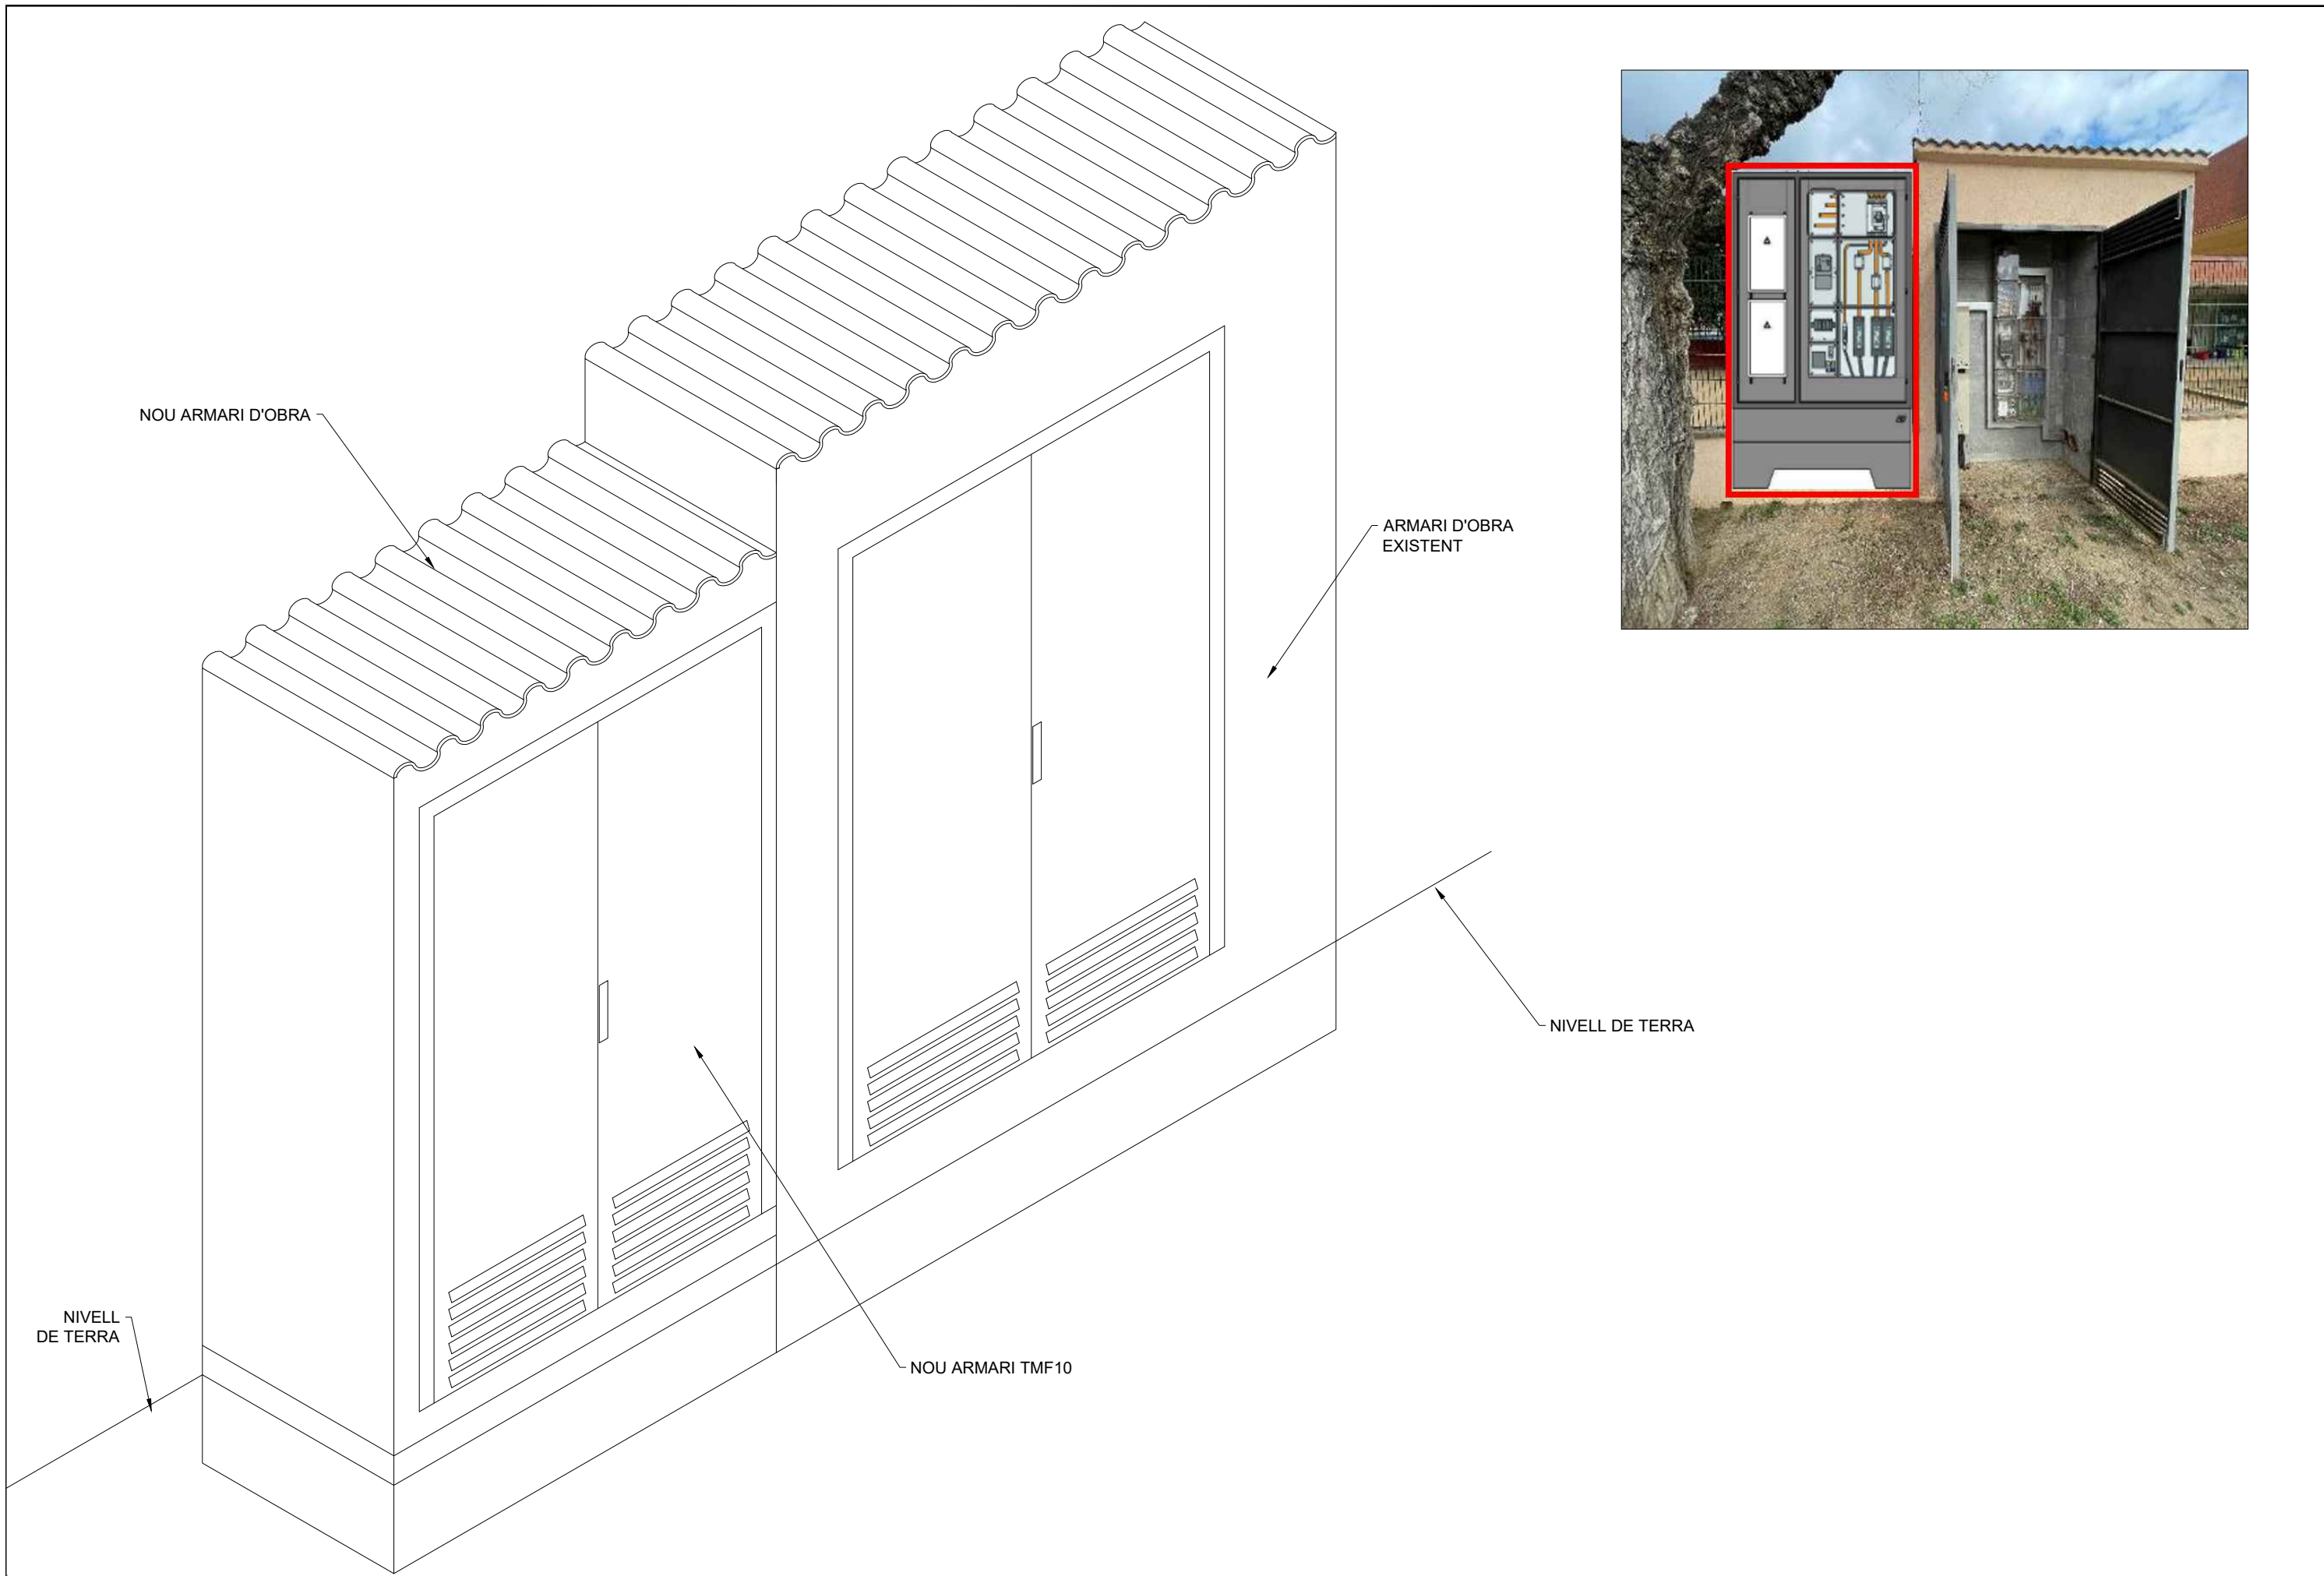 NOU ARMARI D'OBRA
ARMARI D'OBRA
EXISTENT
NIVELL DE TERRA
NIVELL
DE TERRA
NOU ARMARI TMF10